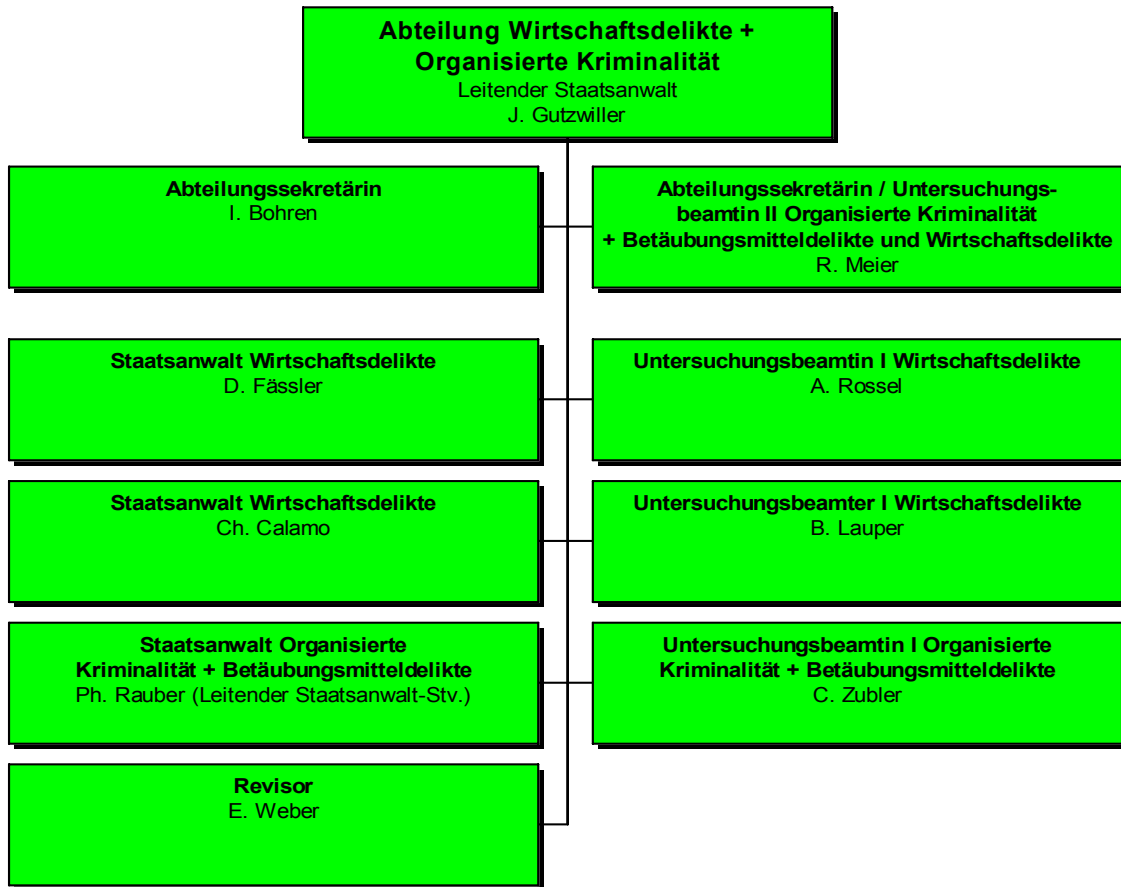 Abteilung Wirtschaftsdelikte +
Organisierte Kriminalität
Leitender Staatsanwalt
J. Gutzwiller
Abteilungssekretärin
I. Bohren
Abteilungssekretärin / Untersuchungs-
beamtin II Organisierte Kriminalität
+ Betäubungsmitteldelikte und Wirtschaftsdelikte
R. Meier
Staatsanwalt Wirtschaftsdelikte
D. Fässler
Untersuchungsbeamtin I Wirtschaftsdelikte
A. Rossel
Staatsanwalt Wirtschaftsdelikte
Ch. Calamo
Untersuchungsbeamter I Wirtschaftsdelikte
B. Lauper
Staatsanwalt Organisierte
Kriminalität + Betäubungsmitteldelikte
Ph. Rauber (Leitender Staatsanwalt-Stv.)
Untersuchungsbeamtin I Organisierte
Kriminalität + Betäubungsmitteldelikte
C. Zubler
Revisor
E. Weber